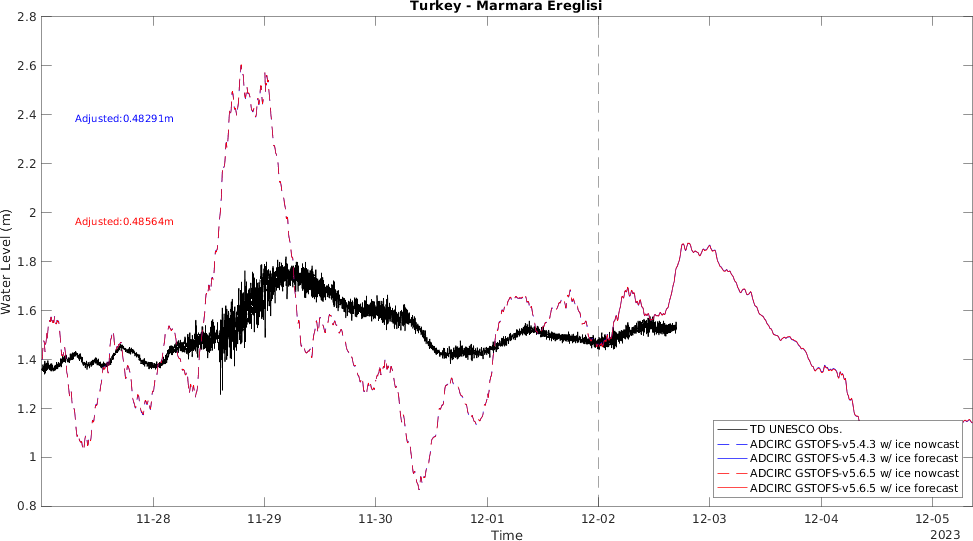 Turkey - Marmara Ereglisi
2.8
2.6
2.4
2.2
2
1.8
1.6
1.4
1.2
1
0.8
Water Level (m)
Adjusted:0.48291m
Adjusted:0.48564m
TD UNESCO Obs.
ADCIRC GSTOFS-v5.4.3 w/ ice nowcast
ADCIRC GSTOFS-v5.4.3 w/ ice forecast
ADCIRC GSTOFS-v5.6.5 w/ ice nowcast
ADCIRC GSTOFS-v5.6.5 w/ ice forecast
11-28 11-29 11-30 12-01 12-02 12-03 12-04 12-05
Time
2023